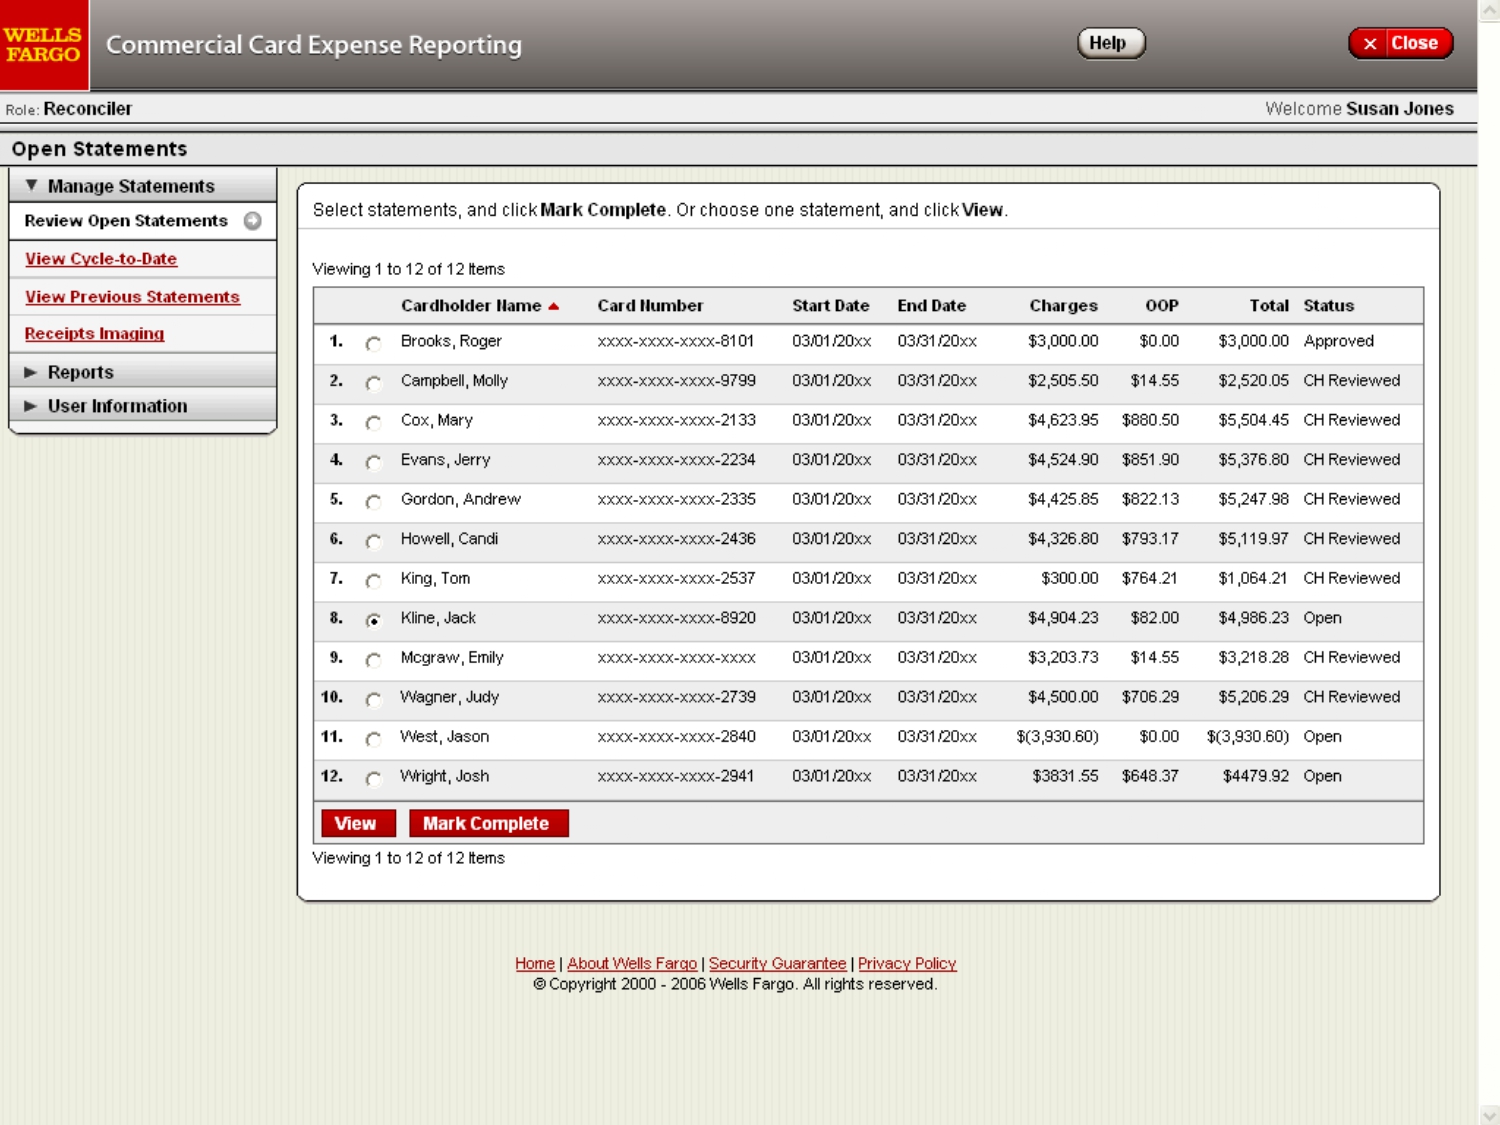 WELLS
FARGO
Commercial Card Expense Reporting
Help
× Close
Role: Reconciler
Welcome Susan Jones
Open Statements
Manage Statements
Review Open Statements
View Cycle-to-Date
View Previous Statements
Receipts Imaging
Reports
User Information
Select statements, and click Mark Complete. Or choose one statement, and click View.
Viewing 1 to 12 of 12 Items
Cardholder Name Card Number Start Date End Date Charges OOP Total Status
1. Brooks, Roger xxxx-xxxx-xxxx-8101 03/01/20xx 03/31/20xx $3,000.00 $0.00 $3,000.00 Approved
2. Campbell, Molly xxxx-xxxx-xxxx-9799 03/01/20xx 03/31/20xx $2,505.50 $14.55 $2,520.05 CH Reviewed
3. Cox, Mary xxxx-xxxx-xxxx-2133 03/01/20xx 03/31/20xx $4,623.95 $880.50 $5,504.45 CH Reviewed
4. Evans, Jerry xxxx-xxxx-xxxx-2234 03/01/20xx 03/31/20xx $4,524.90 $851.90 $5,376.80 CH Reviewed
5. Gordon, Andrew xxxx-xxxx-xxxx-2335 03/01/20xx 03/31/20xx $4,425.85 $822.13 $5,247.98 CH Reviewed
6. Howell, Candi xxxx-xxxx-xxxx-2436 03/01/20xx 03/31/20xx $4,326.80 $793.17 $5,119.97 CH Reviewed
7. King, Tom xxxx-xxxx-xxxx-2537 03/01/20xx 03/31/20xx $300.00 $764.21 $1,064.21 CH Reviewed
8. Kline, Jack xxxx-xxxx-xxxx-8920 03/01/20xx 03/31/20xx $4,904.23 $82.00 $4,986.23 Open
9. Mcgraw, Emily xxxx-xxxx-xxxx-xxxx 03/01/20xx 03/31/20xx $3,203.73 $14.55 $3,218.28 CH Reviewed
10. Wagner, Judy xxxx-xxxx-xxxx-2739 03/01/20xx 03/31/20xx $4,500.00 $706.29 $5,206.29 CH Reviewed
11. West, Jason xxxx-xxxx-xxxx-2840 03/01/20xx 03/31/20xx $(3,930.60) $0.00 $(3,930.60) Open
12. Wright, Josh xxxx-xxxx-xxxx-2941 03/01/20xx 03/31/20xx $3831.55 $648.37 $4479.92 Open
View Mark Complete
Viewing 1 to 12 of 12 Items
Home | About Wells Fargo | Security Guarantee | Privacy Policy
© Copyright 2000 - 2006 Wells Fargo. All rights reserved.